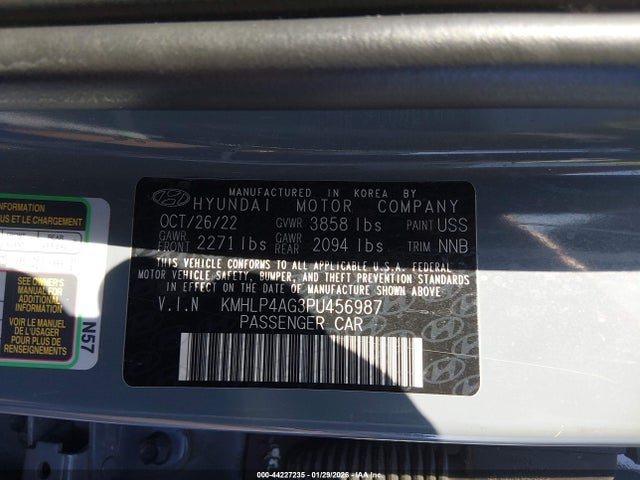 MANUFACTURED IN KOREA BY
HYUNDAI MOTOR COMPANY
OCT/26/22 GVWR 3858 lbs PAINT USS
GAWR FRONT 2271 lbs GAWR REAR 2094 lbs TRIM NNB
THIS VEHICLE CONFORMS TO ALL APPLICABLE U.S.A. FEDERAL
MOTOR VEHICLE SAFETY, BUMPER, AND THEFT PREVENTION STANDARDS
IN EFFECT ON THE DATE OF MANUFACTURE SHOWN ABOVE.
V.I.N KMHLP4AG3PU456987
PASSENGER CAR
INFORMATION
US ET LE CHARGEMENT
SEE OWNER'S
MANUAL FOR
ADDITIONAL
INFORMATION
VOIR LE MANUEL
DE L'USAGER
POUR PLUS DE
RENSEIGNEMENTS
N57
000-44227235 - 01/29/2026 - IAA, Inc.